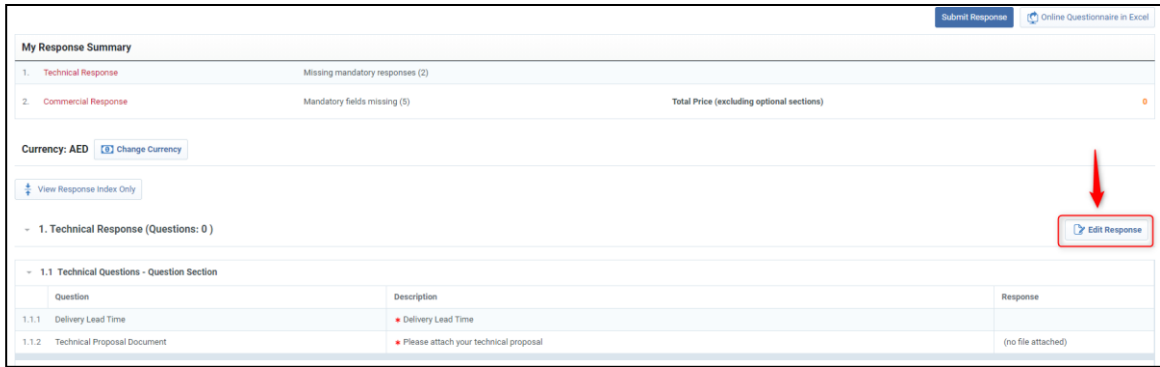 Submit Response Online Questionnaire in Excel
My Response Summary
1. Technical Response Missing mandatory responses (2)
2. Commercial Response Mandatory fields missing (5) Total Price (excluding optional sections) 0
Currency: AED Change Currency
View Response Index Only
1. Technical Response (Questions: 0 ) Edit Response
1.1 Technical Questions - Question Section
Question Description Response
1.1.1 Delivery Lead Time * Delivery Lead Time
1.1.2 Technical Proposal Document * Please attach your technical proposal (no file attached)